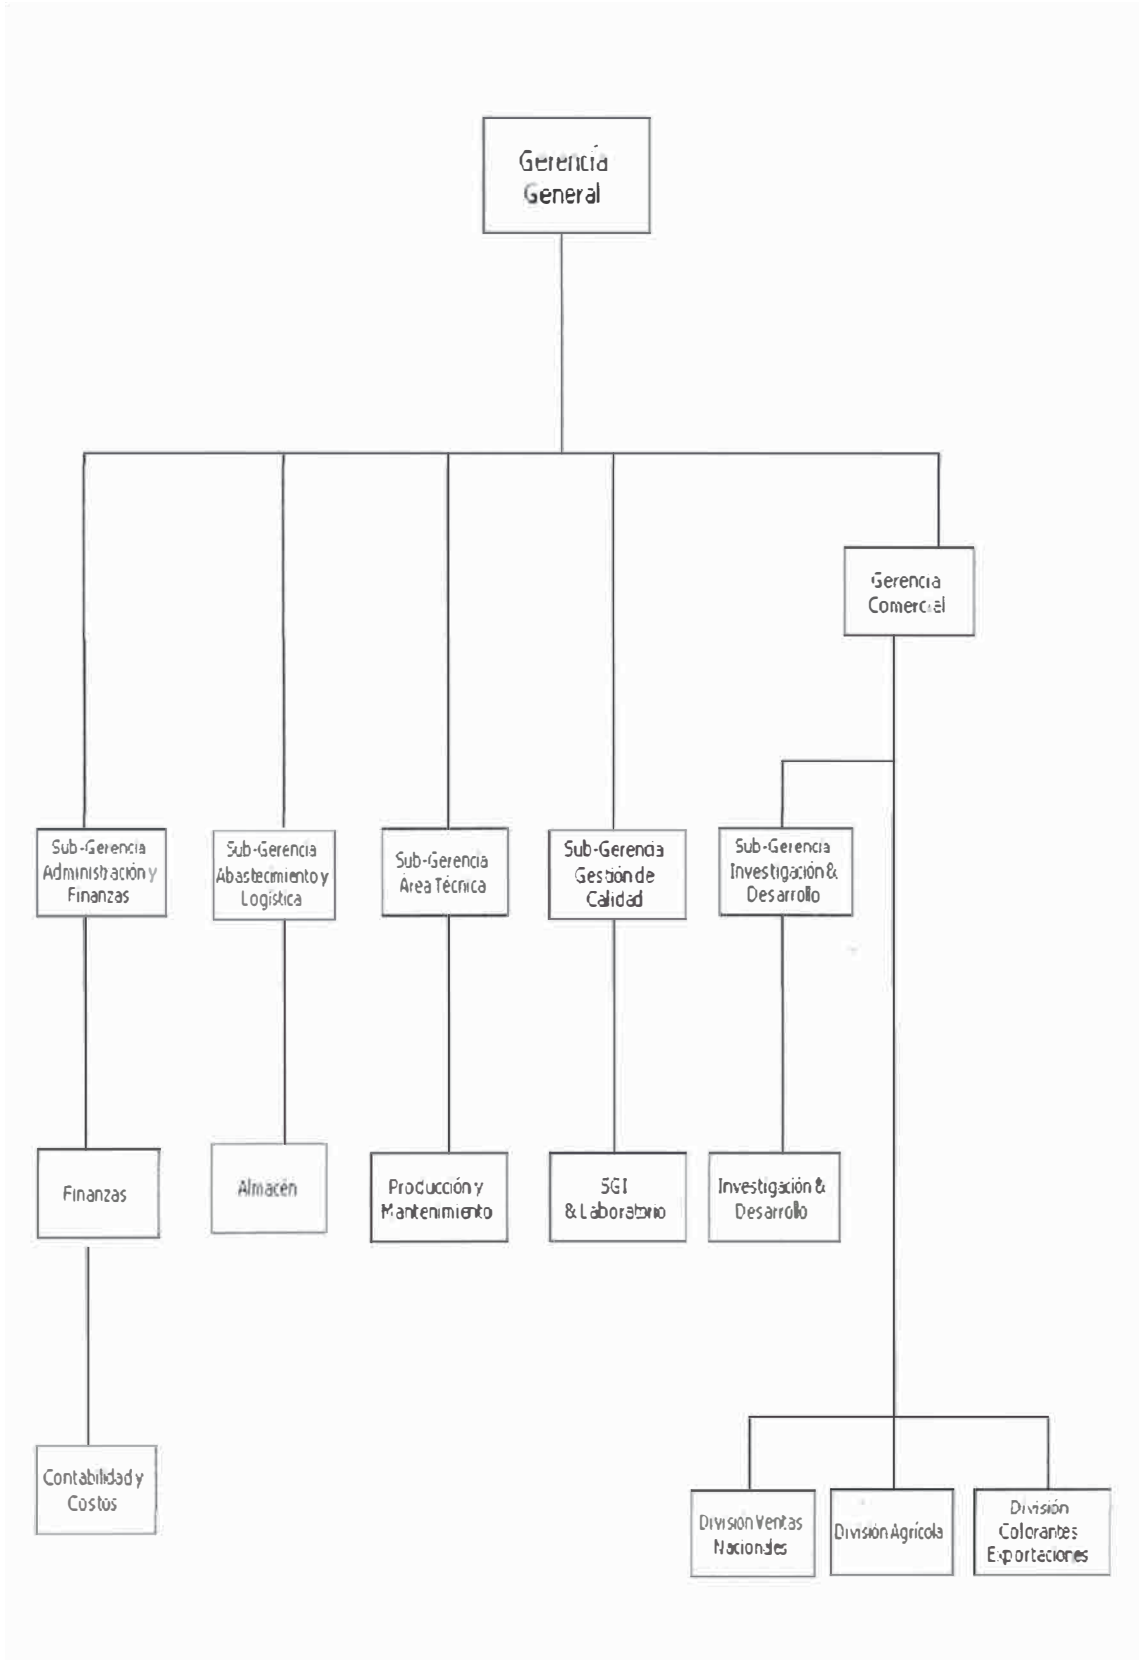 Gerencía
General
Gerencia
Comercial
Sub-Gerencia
Administración y
Finanzas
Sub-Gerencia
Abastecimiento y
Logística
Sub-Gerencia
Área Técnica
Sub-Gerencia
Gestión de
Calidad
Sub-Gerencia
Investigación &
Desarrollo
Finanzas
Almacén
Producción y
Mantenimiento
SGI
& Laboratorio
Investigación &
Desarrollo
Contabilidad y
Costos
División Ventas
Nacionales
División Agrícola
División
Colorantes
Exportaciones